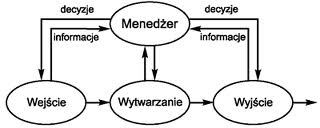 decyzje
decyzje
Menedżer
informacje
informacje
Wejście
Wytwarzanie
Wyjście